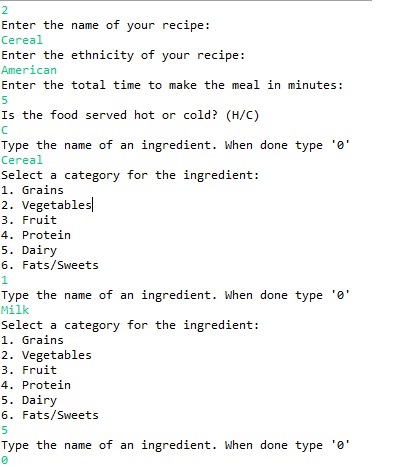 2
Enter the name of your recipe:
Cereal
Enter the ethnicity of your recipe:
American
Enter the total time to make the meal in minutes:
5
Is the food served hot or cold? (H/C)
C
Type the name of an ingredient. When done type '0'
Cereal
Select a category for the ingredient:
1. Grains
2. Vegetables
3. Fruit
4. Protein
5. Dairy
6. Fats/Sweets
1
Type the name of an ingredient. When done type '0'
Milk
Select a category for the ingredient:
1. Grains
2. Vegetables
3. Fruit
4. Protein
5. Dairy
6. Fats/Sweets
5
Type the name of an ingredient. When done type '0'
0